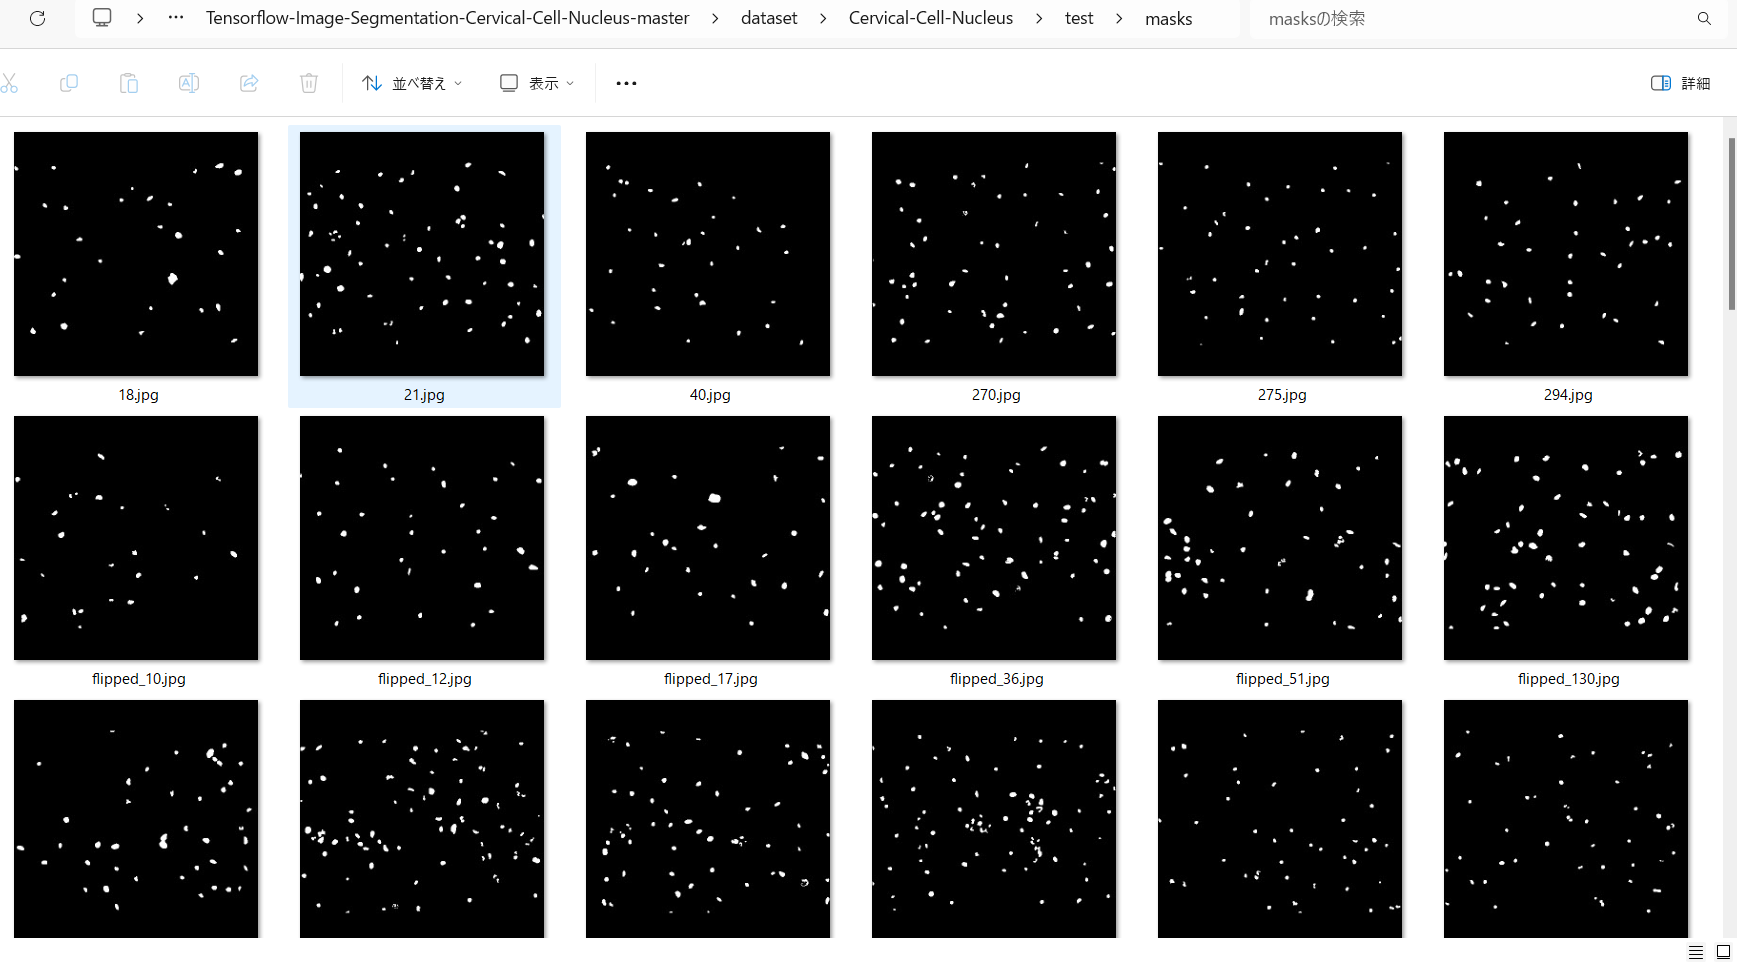 Tensorflow-Image-Segmentation-Cervical-Cell-Nucleus-master > dataset > Cervical-Cell-Nucleus > test > masks
masksの検索
並べ替え
表示
詳細
18.jpg
21.jpg
40.jpg
270.jpg
275.jpg
294.jpg
flipped_10.jpg
flipped_12.jpg
flipped_17.jpg
flipped_36.jpg
flipped_51.jpg
flipped_130.jpg